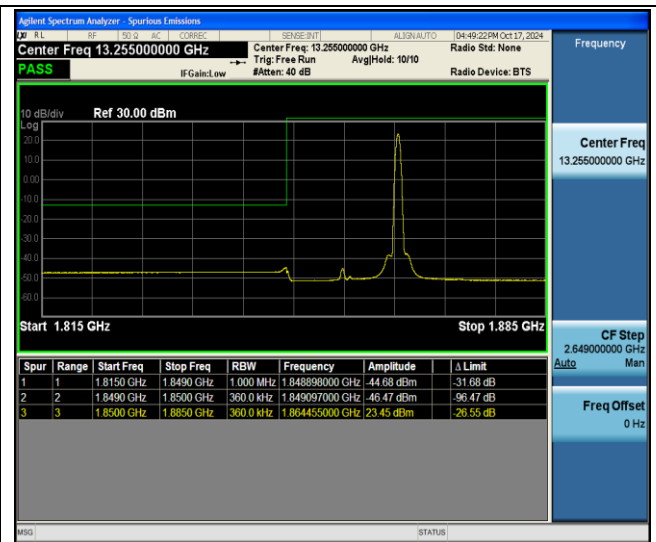 Agilent Spectrum Analyzer - Spurious Emissions
RL RF 50 Ω AC CORREC SENSE:INT ALIGN AUTO 04:49:22PM Oct 17, 2024
Center Freq 13.255000000 GHz Center Freq: 13.255000000 GHz Radio Std: None Frequency
Trig: Free Run Avg|Hold: 10/10
PASS IFGain:Low #Atten: 40 dB Radio Device: BTS
10 dB/div Ref 30.00 dBm
Log
20.0
10.0
0.00
-10.0
-20.0
-30.0
-40.0
-50.0
-60.0
Start 1.815 GHz Stop 1.885 GHz
Center Freq
13.255000000 GHz
CF Step
2.649000000 GHz
Auto Man
Freq Offset
0 Hz
Spur Range Start Freq Stop Freq RBW Frequency Amplitude Δ Limit
1 1 1.8150 GHz 1.8490 GHz 1.000 MHz 1.848898000 GHz -44.68 dBm -31.68 dB
2 2 1.8490 GHz 1.8500 GHz 360.0 kHz 1.849097000 GHz -46.47 dBm -96.47 dB
3 3 1.8500 GHz 1.8850 GHz 360.0 kHz 1.864455000 GHz 23.45 dBm -26.55 dB
MSG STATUS